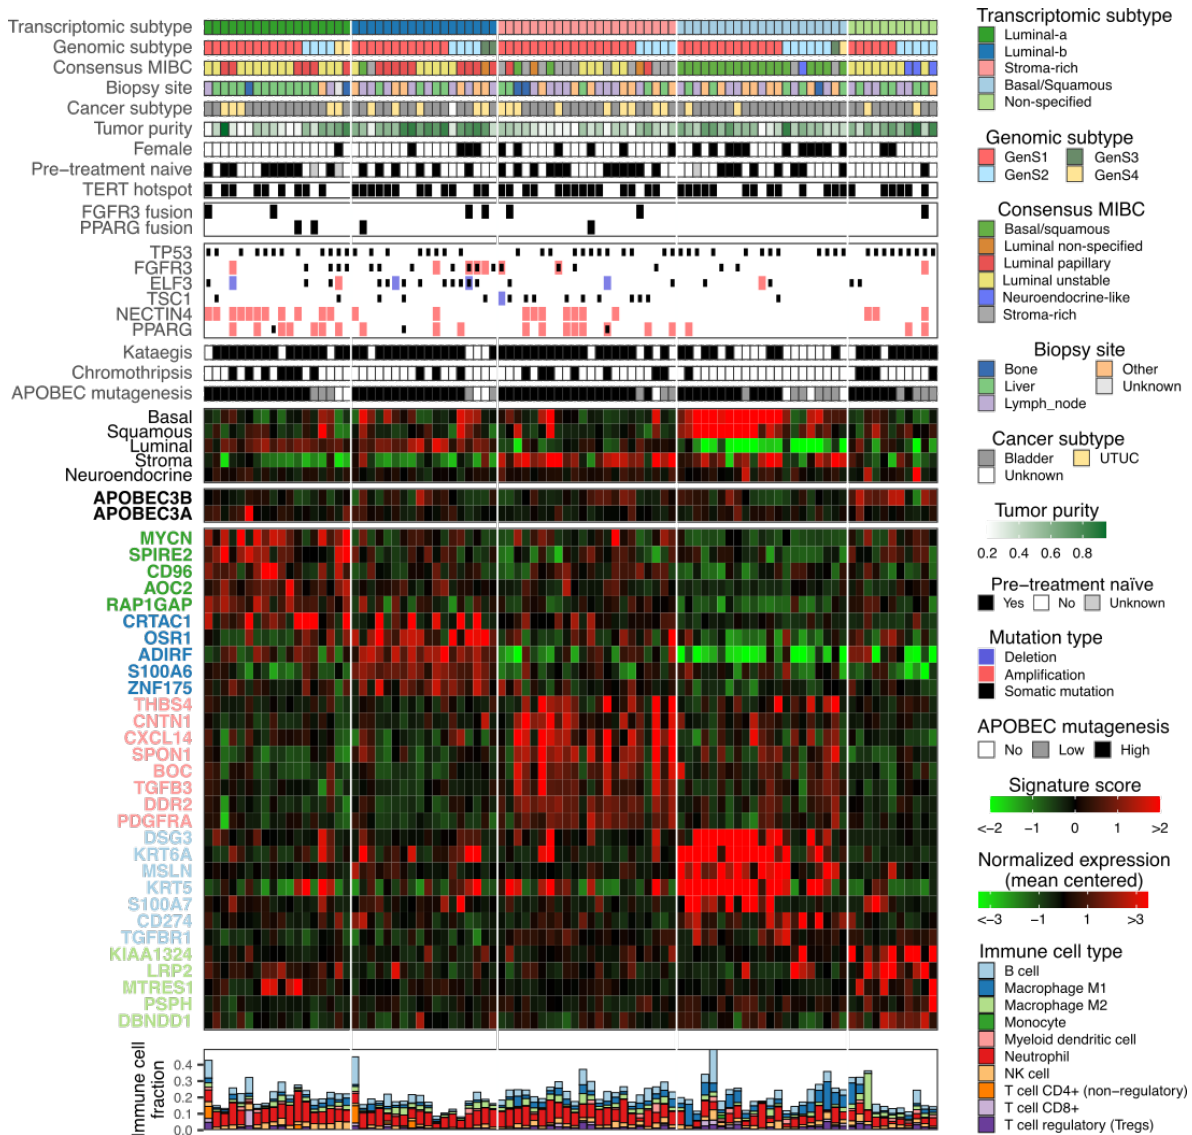 Transcriptomic subtype
Genomic subtype
Consensus MIBC
Biopsy site
Cancer subtype
Tumor purity
Female
Pre−treatment naive
TERT hotspot
FGFR3 fusion
PPARG fusion
TP53
FGFR3
ELF3
TSC1
NECTIN4
PPARG
Kataegis
Chromothripsis
APOBEC mutagenesis
Basal
Squamous
Luminal
Stroma
Neuroendocrine
APOBEC3B
APOBEC3A
MYCN
SPIRE2
CD96
AOC2
RAP1GAP
CRTAC1
OSR1
ADIRF
S100A6
ZNF175
THBS4
CNTN1
CXCL14
SPON1
BOC
TGFB3
DDR2
PDGFRA
DSG3
KRT6A
MSLN
KRT5
S100A7
CD274
TGFBR1
KIAA1324
LRP2
MTRES1
PSPH
DBNDD1
Immune cell
fraction
0.4
0.3
0.2
0.1
0.0
Transcriptomic subtype
Luminal-a
Luminal-b
Stroma-rich
Basal/Squamous
Non-specified
Genomic subtype
GenS1 GenS3
GenS2 GenS4
Consensus MIBC
Basal/squamous
Luminal non-specified
Luminal papillary
Luminal unstable
Neuroendocrine-like
Stroma-rich
Biopsy site
Bone Other
Liver Unknown
Lymph_node
Cancer subtype
Bladder UTUC
Unknown
Tumor purity
0.2 0.4 0.6 0.8
Pre−treatment naïve
Yes No Unknown
Mutation type
Deletion
Amplification
Somatic mutation
APOBEC mutagenesis
No Low High
Signature score
<−2 −1 0 1 >2
Normalized expression
(mean centered)
<−3 −1 1 >3
Immune cell type
B cell
Macrophage M1
Macrophage M2
Monocyte
Myeloid dendritic cell
Neutrophil
NK cell
T cell CD4+ (non−regulatory)
T cell CD8+
T cell regulatory (Tregs)